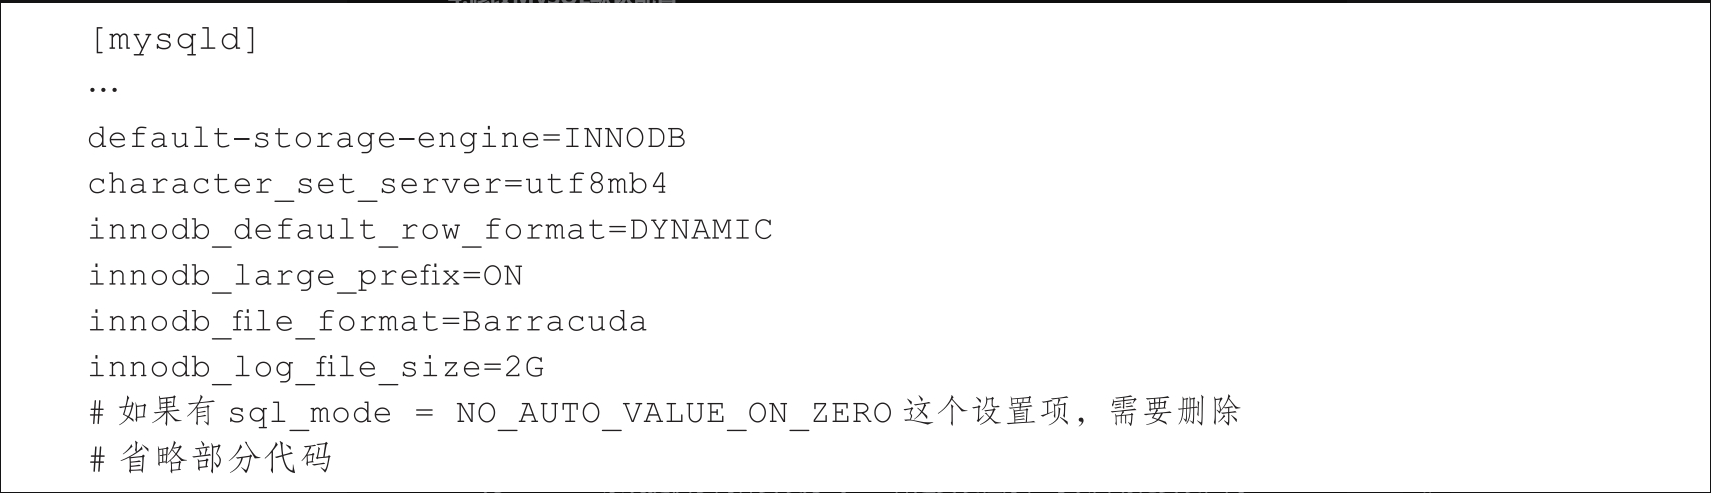 [mysqld]
…
default-storage-engine=INNODB
character_set_server=utf8mb4
innodb_default_row_format=DYNAMIC
innodb_large_prefix=ON
innodb_file_format=Barracuda
innodb_log_file_size=2G
# 如果有 sql_mode = NO_AUTO_VALUE_ON_ZERO 这个设置项，需要删除
# 省略部分代码